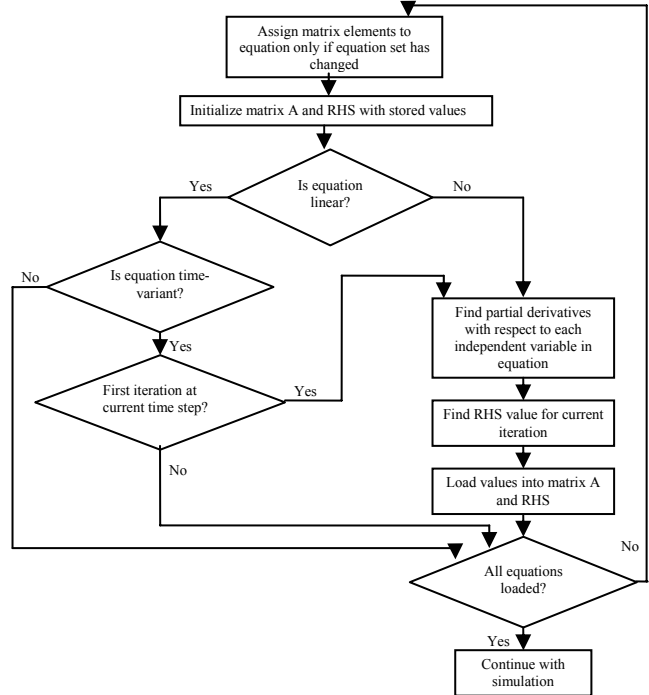 Assign matrix elements to
equation only if equation set has
changed
Initialize matrix A and RHS with stored values
Is equation
linear?
Yes
No
Is equation time-
variant?
No
Yes
Find partial derivatives
with respect to each
independent variable in
equation
First iteration at
current time step?
Yes
No
Find RHS value for current
iteration
Load values into matrix A
and RHS
All equations
loaded?
No
Yes
Continue with
simulation